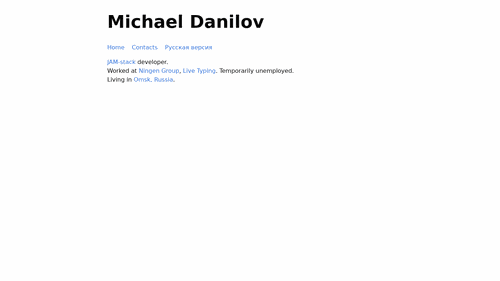 Michael Danilov
Home Contacts Русская версия
JAM-stack developer.
Worked at Ningen Group, Live Typing. Temporarily unemployed.
Living in Omsk, Russia.